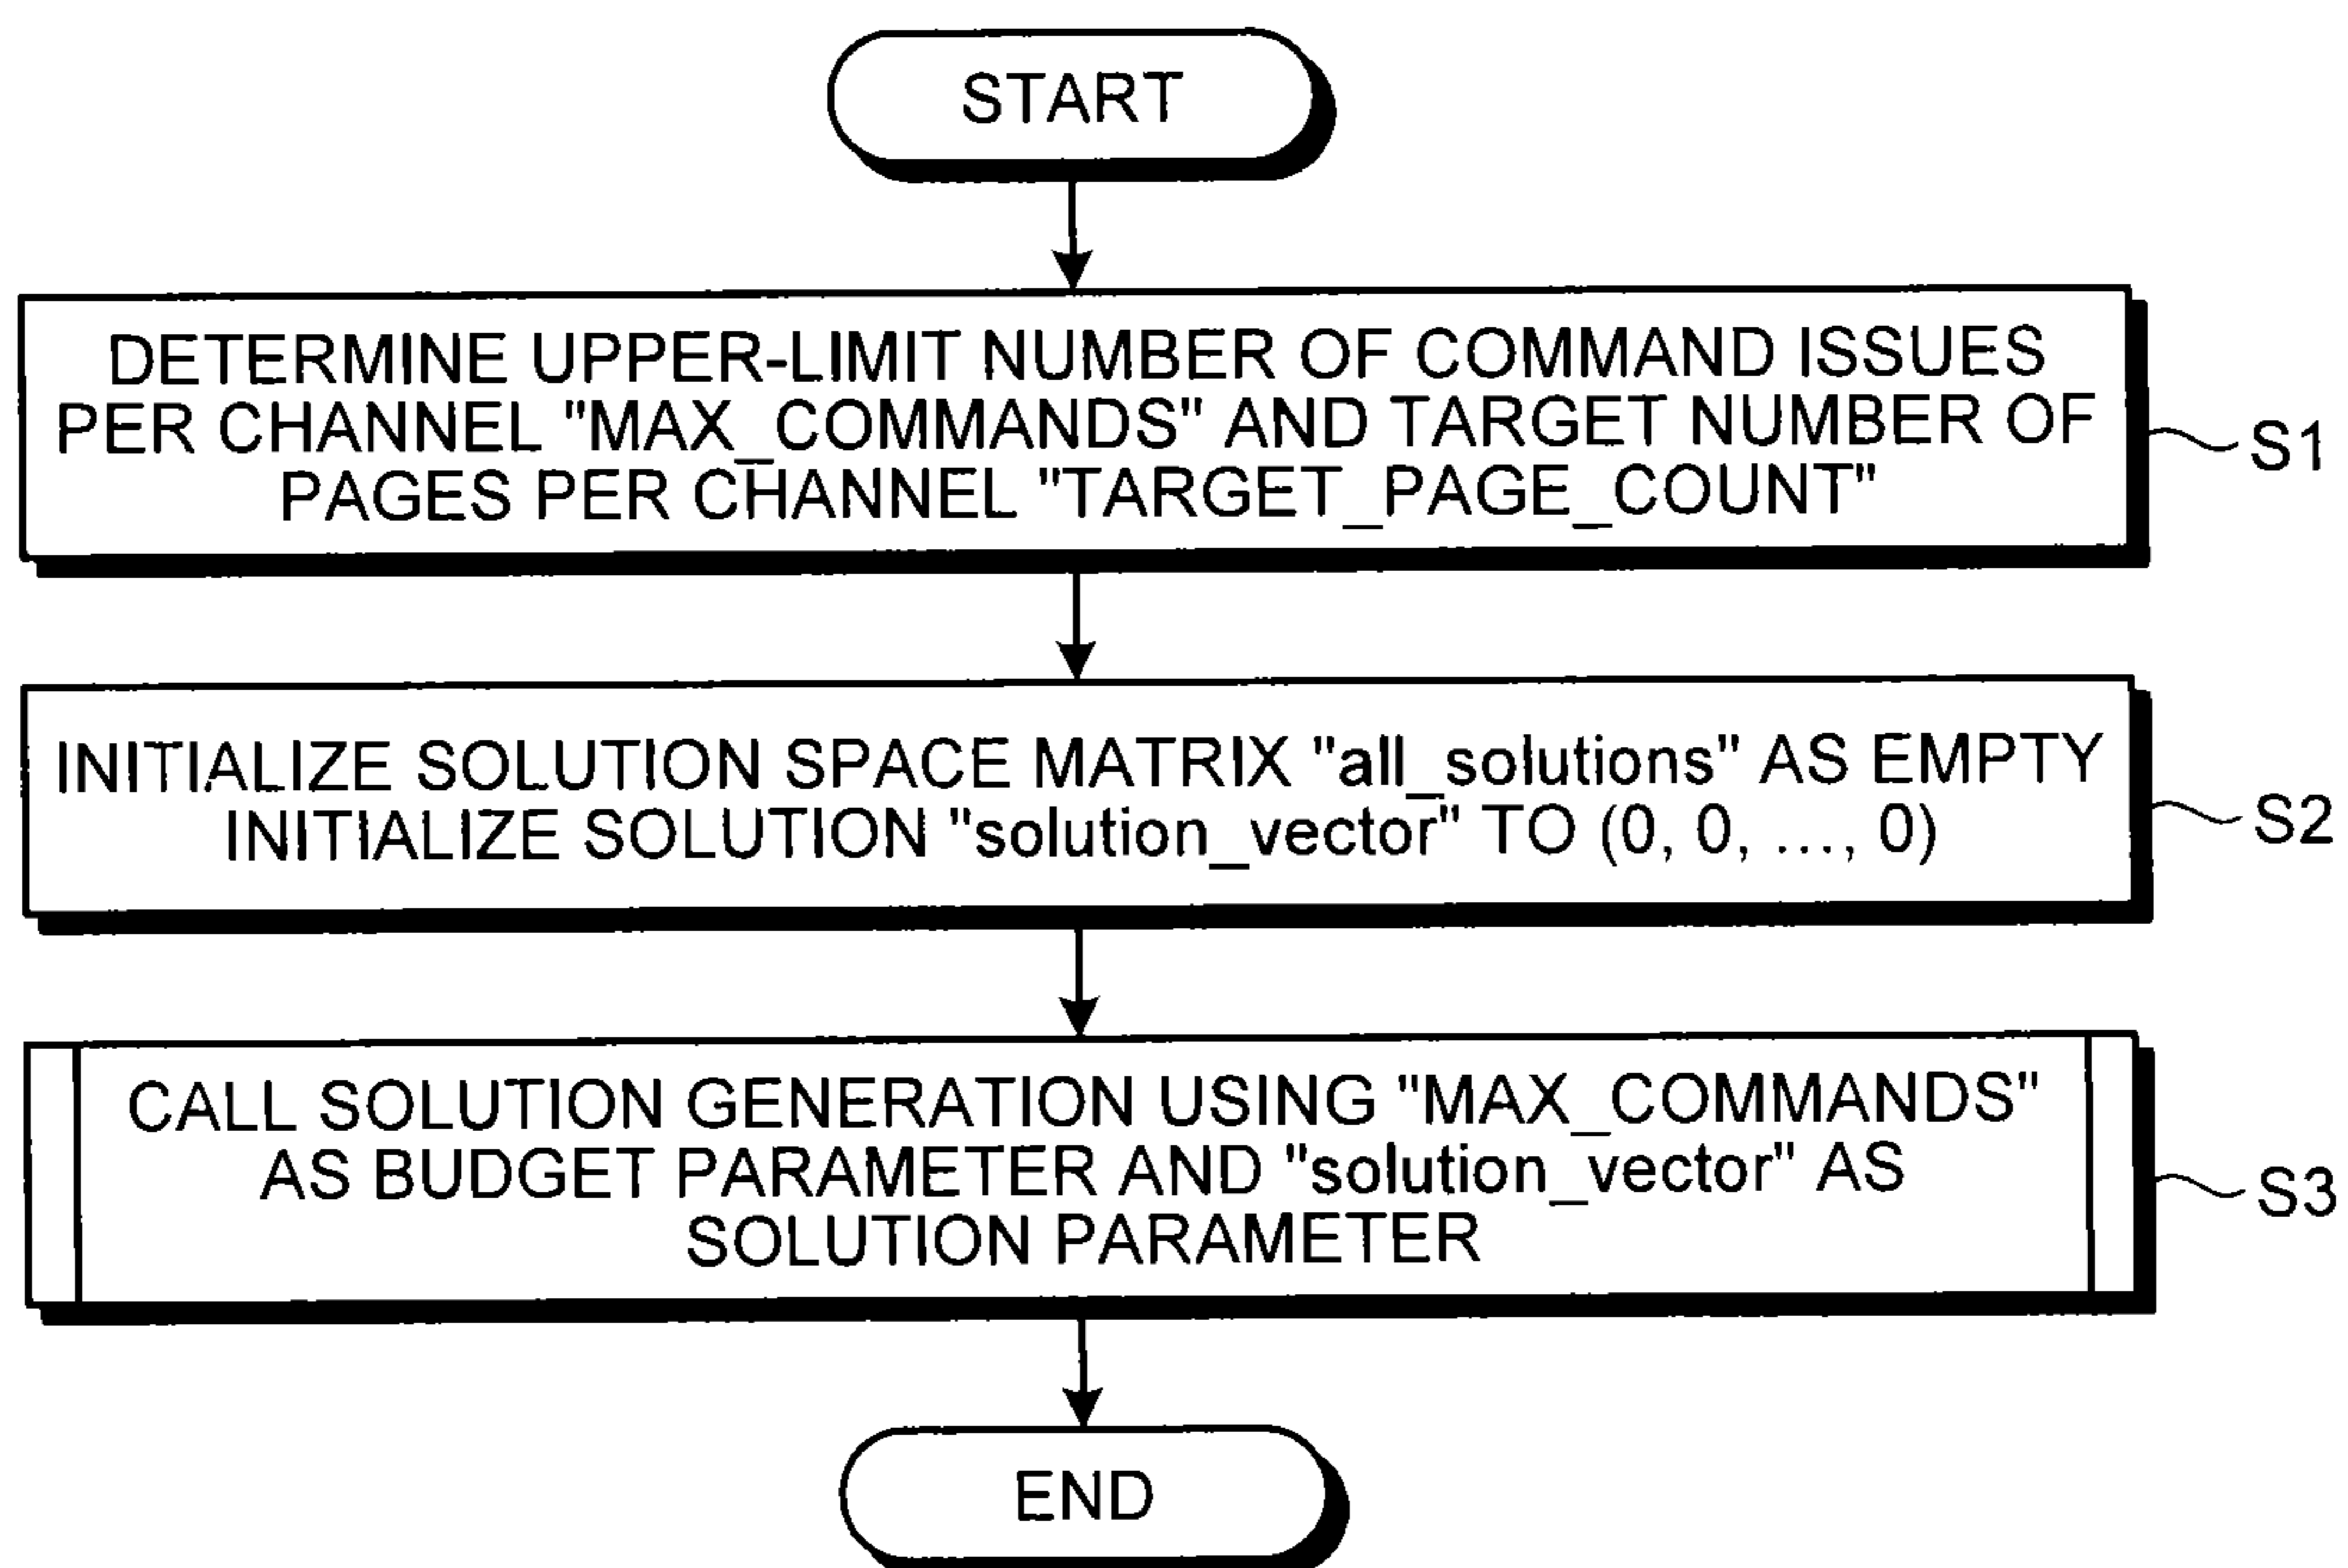 START
DETERMINE UPPER-LIMIT NUMBER OF COMMAND ISSUES
PER CHANNEL "MAX_COMMANDS" AND TARGET NUMBER OF
PAGES PER CHANNEL "TARGET_PAGE_COUNT"
S1
INITIALIZE SOLUTION SPACE MATRIX "all_solutions" AS EMPTY
INITIALIZE SOLUTION "solution_vector" TO (0, 0, ..., 0)
S2
CALL SOLUTION GENERATION USING "MAX_COMMANDS"
AS BUDGET PARAMETER AND "solution_vector" AS
SOLUTION PARAMETER
S3
END